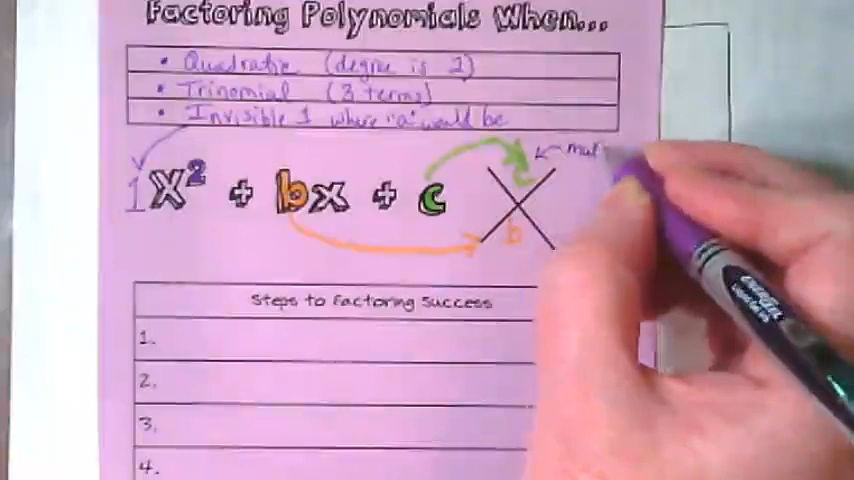 Factoring Polynomials When...
• Quadratic (degree is 2)
• Trinomial (3 terms)
• Invisible 1 where "a" would be
c
mul
1x² + bx + c
b
Steps to Factoring Success
1.
2.
3.
4.